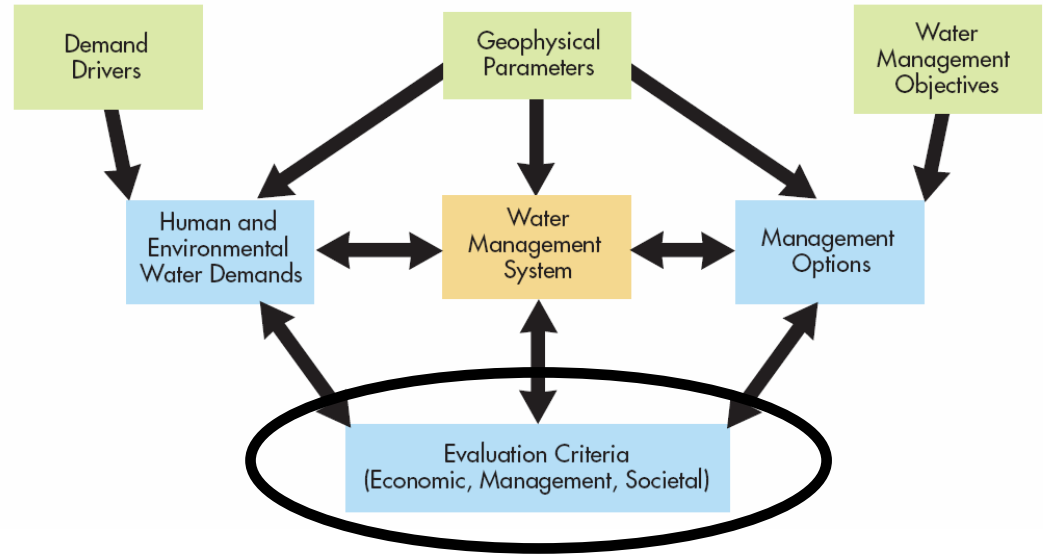 Demand
Drivers
Geophysical
Parameters
Water
Management
Objectives
Human and
Environmental
Water Demands
Water
Management
System
Management
Options
Evaluation Criteria
(Economic, Management, Societal)